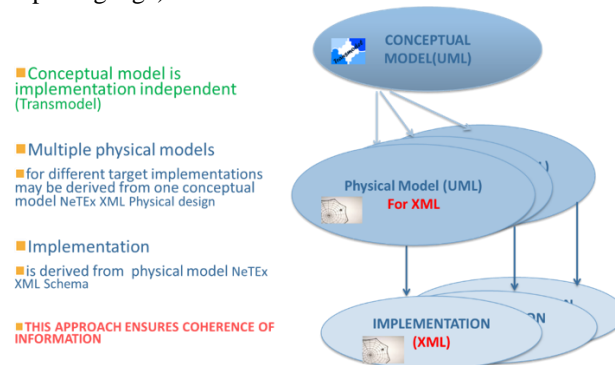 ■Conceptual model is
implementation independent
(Transmodel)
■Multiple physical models
■for different target implementations
may be derived from one conceptual
model NeTEx XML Physical design
■Implementation
■is derived from physical model NeTEx
XML Schema
■THIS APPROACH ENSURES COHERENCE OF
INFORMATION
CONCEPTUAL
MODEL(UML)
Physical Model (UML)
For XML
IMPLEMENTATION
(XML)